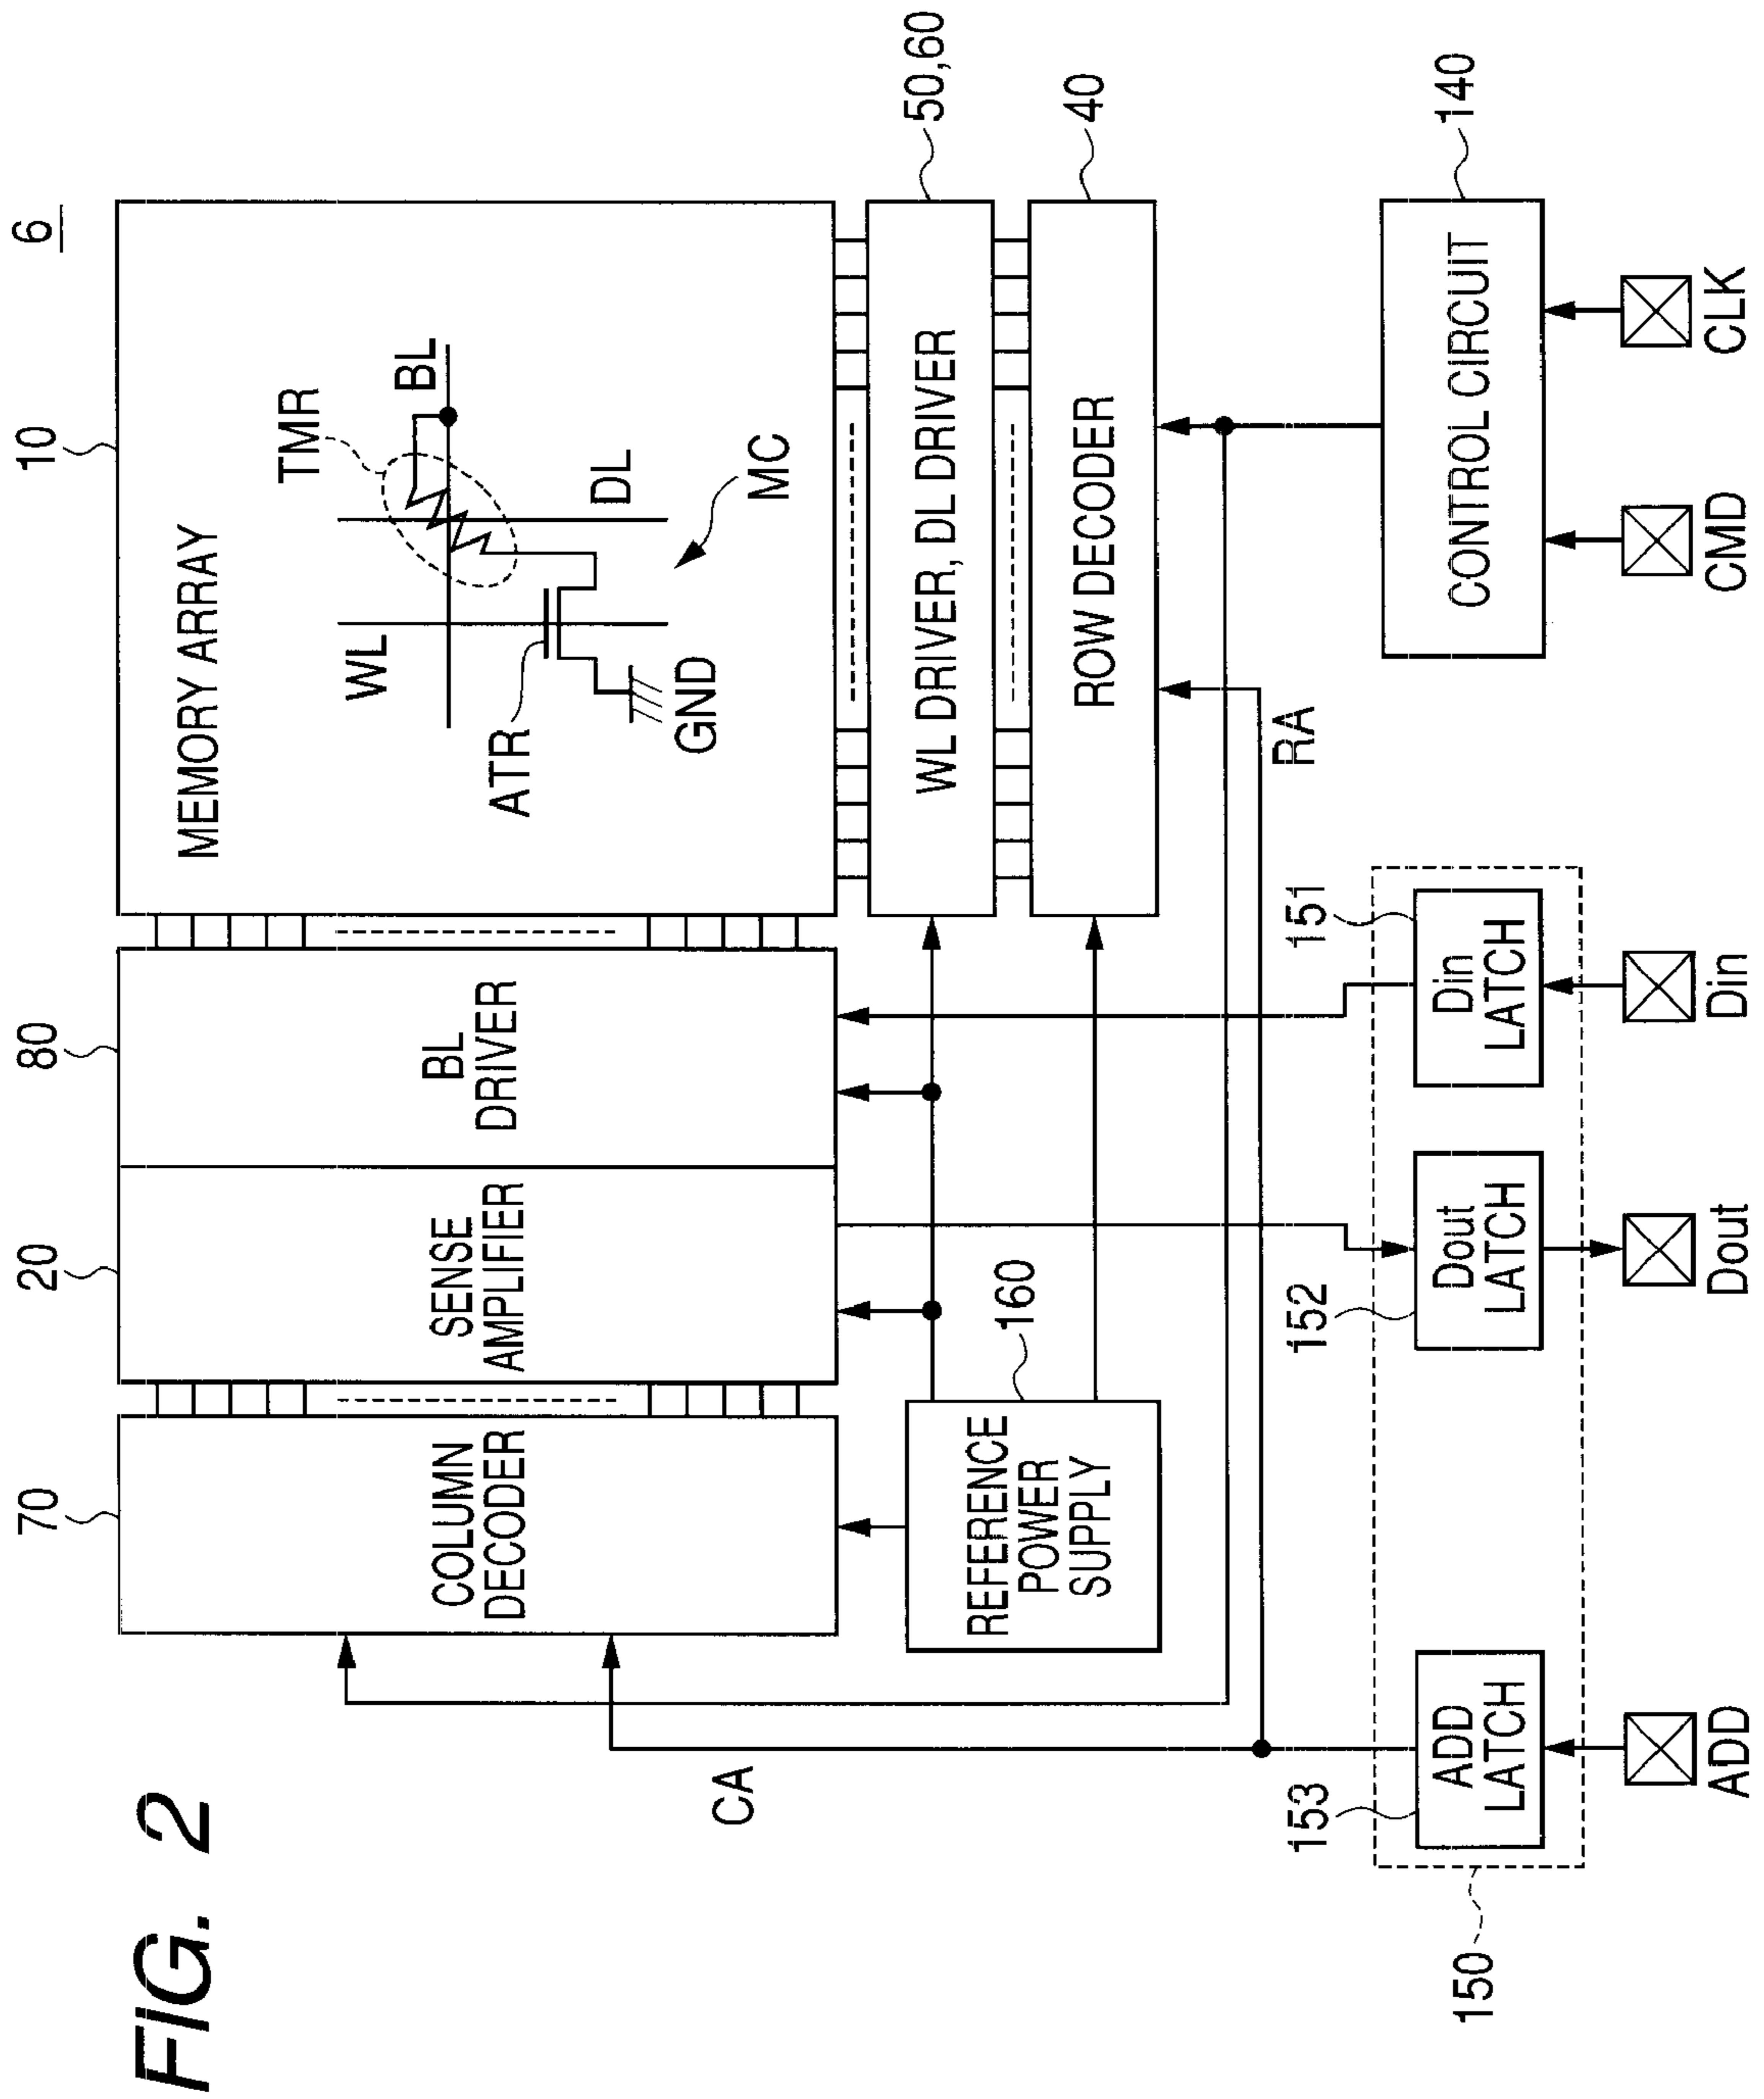 FIG. 2
6
70
20
80
10
COLUMN
DECODER
SENSE
AMPLIFIER
BL
DRIVER
MEMORY ARRAY
WL
TMR
BL
ATR
DL
GND
MC
CA
REFERENCE
POWER
SUPPLY
160
WL DRIVER, DL DRIVER
50,60
ROW DECODER
40
RA
153
152
151
140
150
ADD
LATCH
Dout
LATCH
Din
LATCH
CONTROL CIRCUIT
ADD
Dout
Din
CMD
CLK